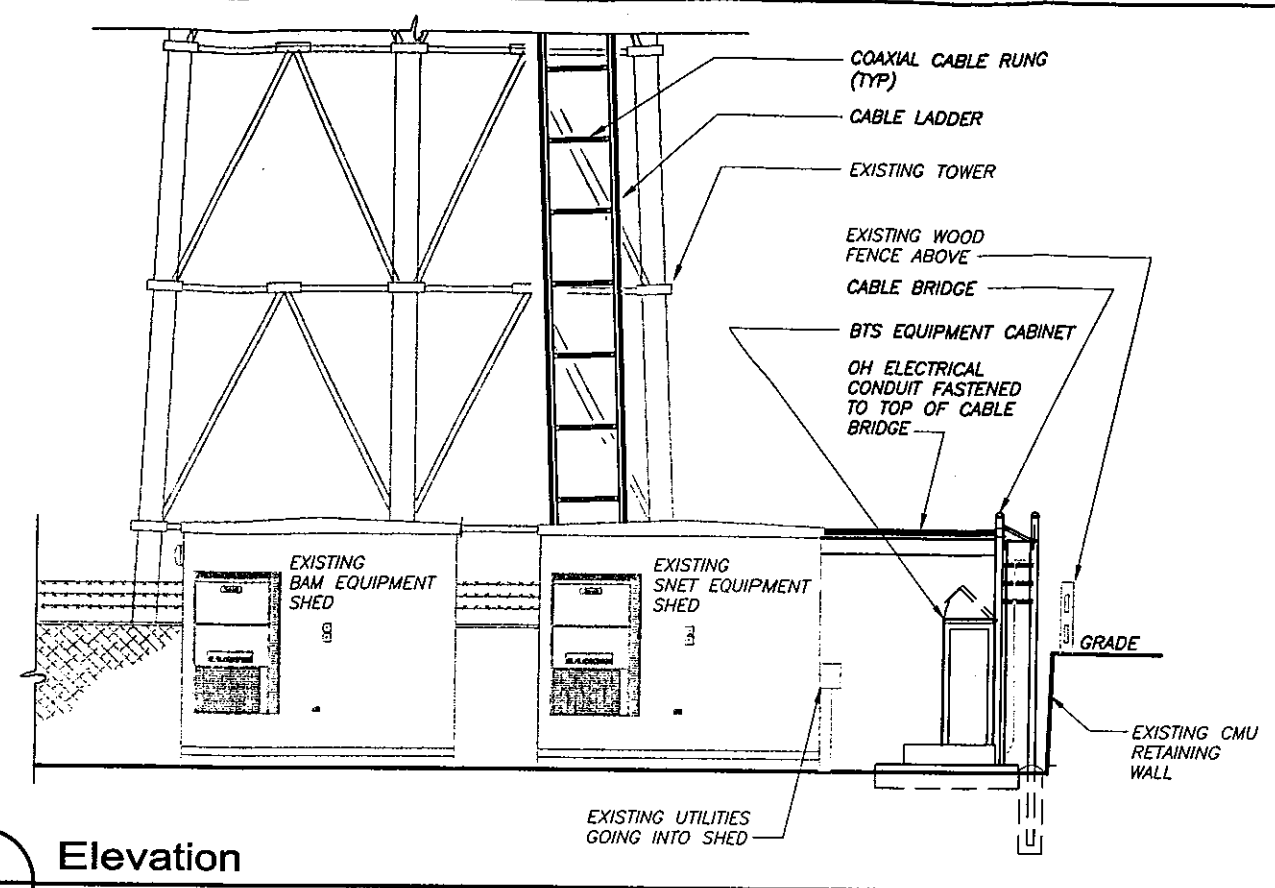 COAXIAL CABLE RUNG
(TYP)
CABLE LADDER
EXISTING TOWER
EXISTING WOOD
FENCE ABOVE
CABLE BRIDGE
BTS EQUIPMENT CABINET
OH ELECTRICAL
CONDUIT FASTENED
TO TOP OF CABLE
BRIDGE
EXISTING
BAM EQUIPMENT
SHED
EXISTING
SNET EQUIPMENT
SHED
GRADE
EXISTING CMU
RETAINING
WALL
EXISTING UTILITIES
GOING INTO SHED
Elevation